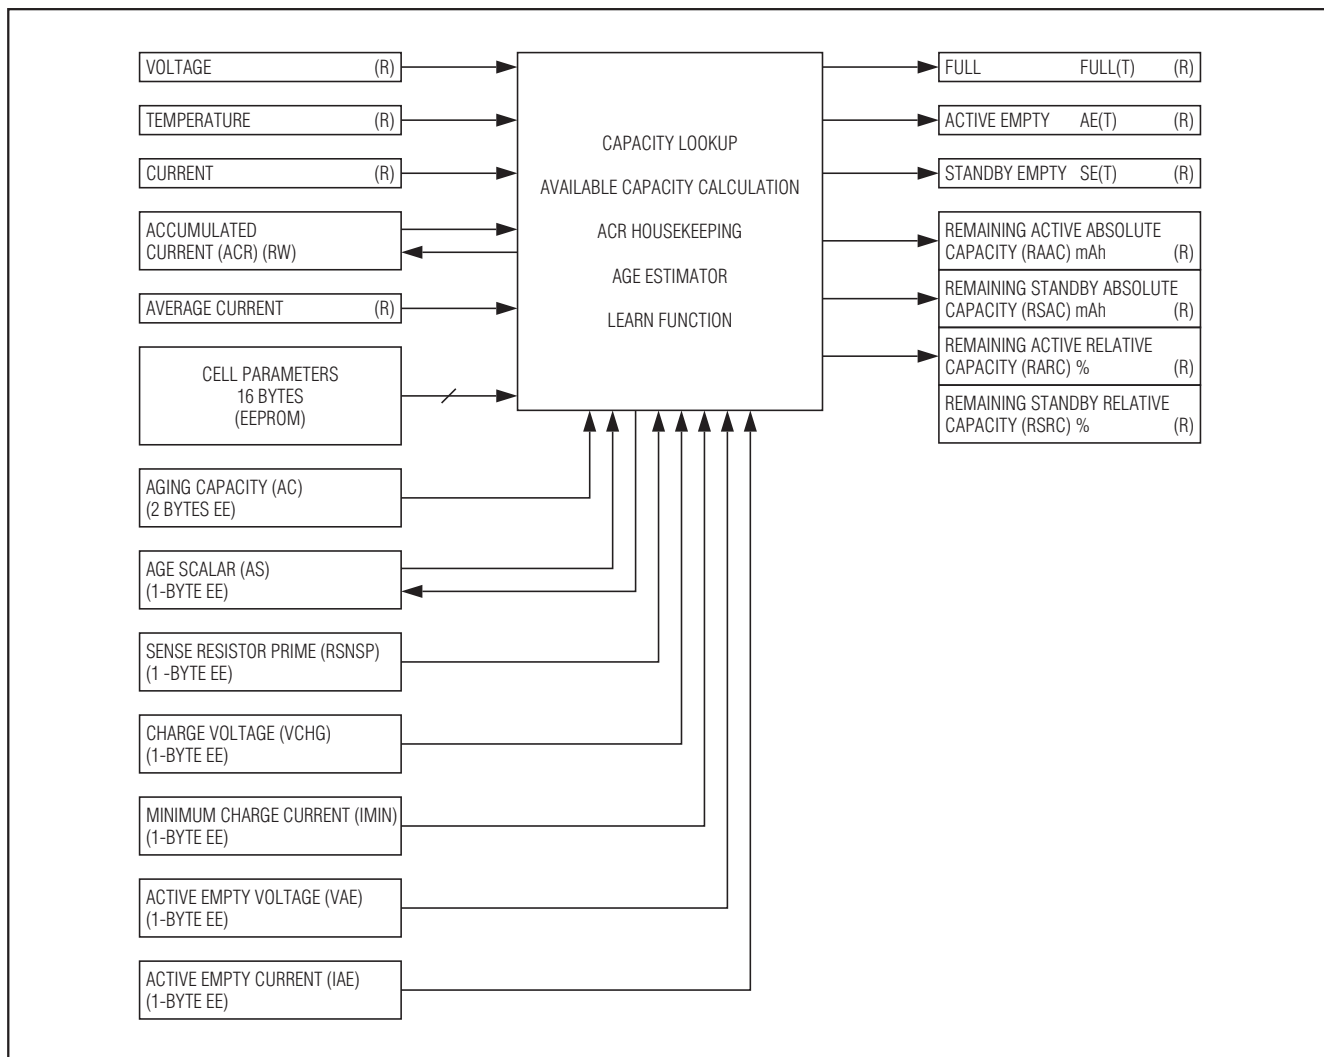 VOLTAGE (R)
TEMPERATURE (R)
CURRENT (R)
ACCUMULATED
CURRENT (ACR) (RW)
AVERAGE CURRENT (R)
CELL PARAMETERS
16 BYTES
(EEPROM)
AGING CAPACITY (AC)
(2 BYTES EE)
AGE SCALAR (AS)
(1-BYTE EE)
SENSE RESISTOR PRIME (RSNSP)
(1 -BYTE EE)
CHARGE VOLTAGE (VCHG)
(1-BYTE EE)
MINIMUM CHARGE CURRENT (IMIN)
(1-BYTE EE)
ACTIVE EMPTY VOLTAGE (VAE)
(1-BYTE EE)
ACTIVE EMPTY CURRENT (IAE)
(1-BYTE EE)
CAPACITY LOOKUP
AVAILABLE CAPACITY CALCULATION
ACR HOUSEKEEPING
AGE ESTIMATOR
LEARN FUNCTION
FULL FULL(T) (R)
ACTIVE EMPTY AE(T) (R)
STANDBY EMPTY SE(T) (R)
REMAINING ACTIVE ABSOLUTE
CAPACITY (RAAC) mAh (R)
REMAINING STANDBY ABSOLUTE
CAPACITY (RSAC) mAh (R)
REMAINING ACTIVE RELATIVE
CAPACITY (RARC) % (R)
REMAINING STANDBY RELATIVE
CAPACITY (RSRC) % (R)